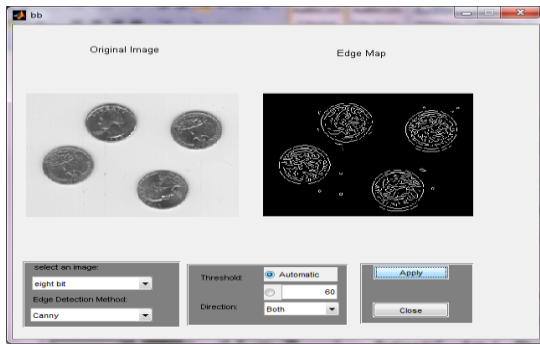 bb
Original Image
Edge Map
select an image:
eight bit
Edge Detection Method:
Canny
Threshold:
Automatic
60
Direction:
Both
Apply
Close